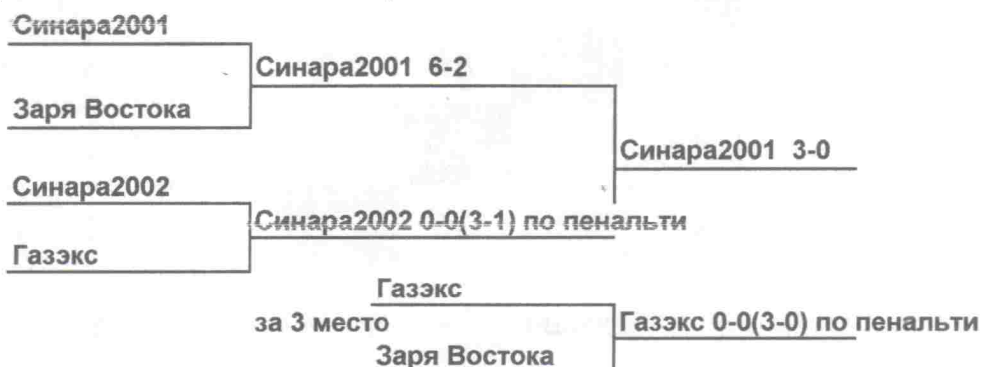 Синара2001
Синара2001 6-2
Заря Востока
Синара2001 3-0
Синара2002
Синара2002 0-0(3-1) по пенальти
Газэкс
Газэкс
за 3 место
Газэкс 0-0(3-0) по пенальти
Заря Востока